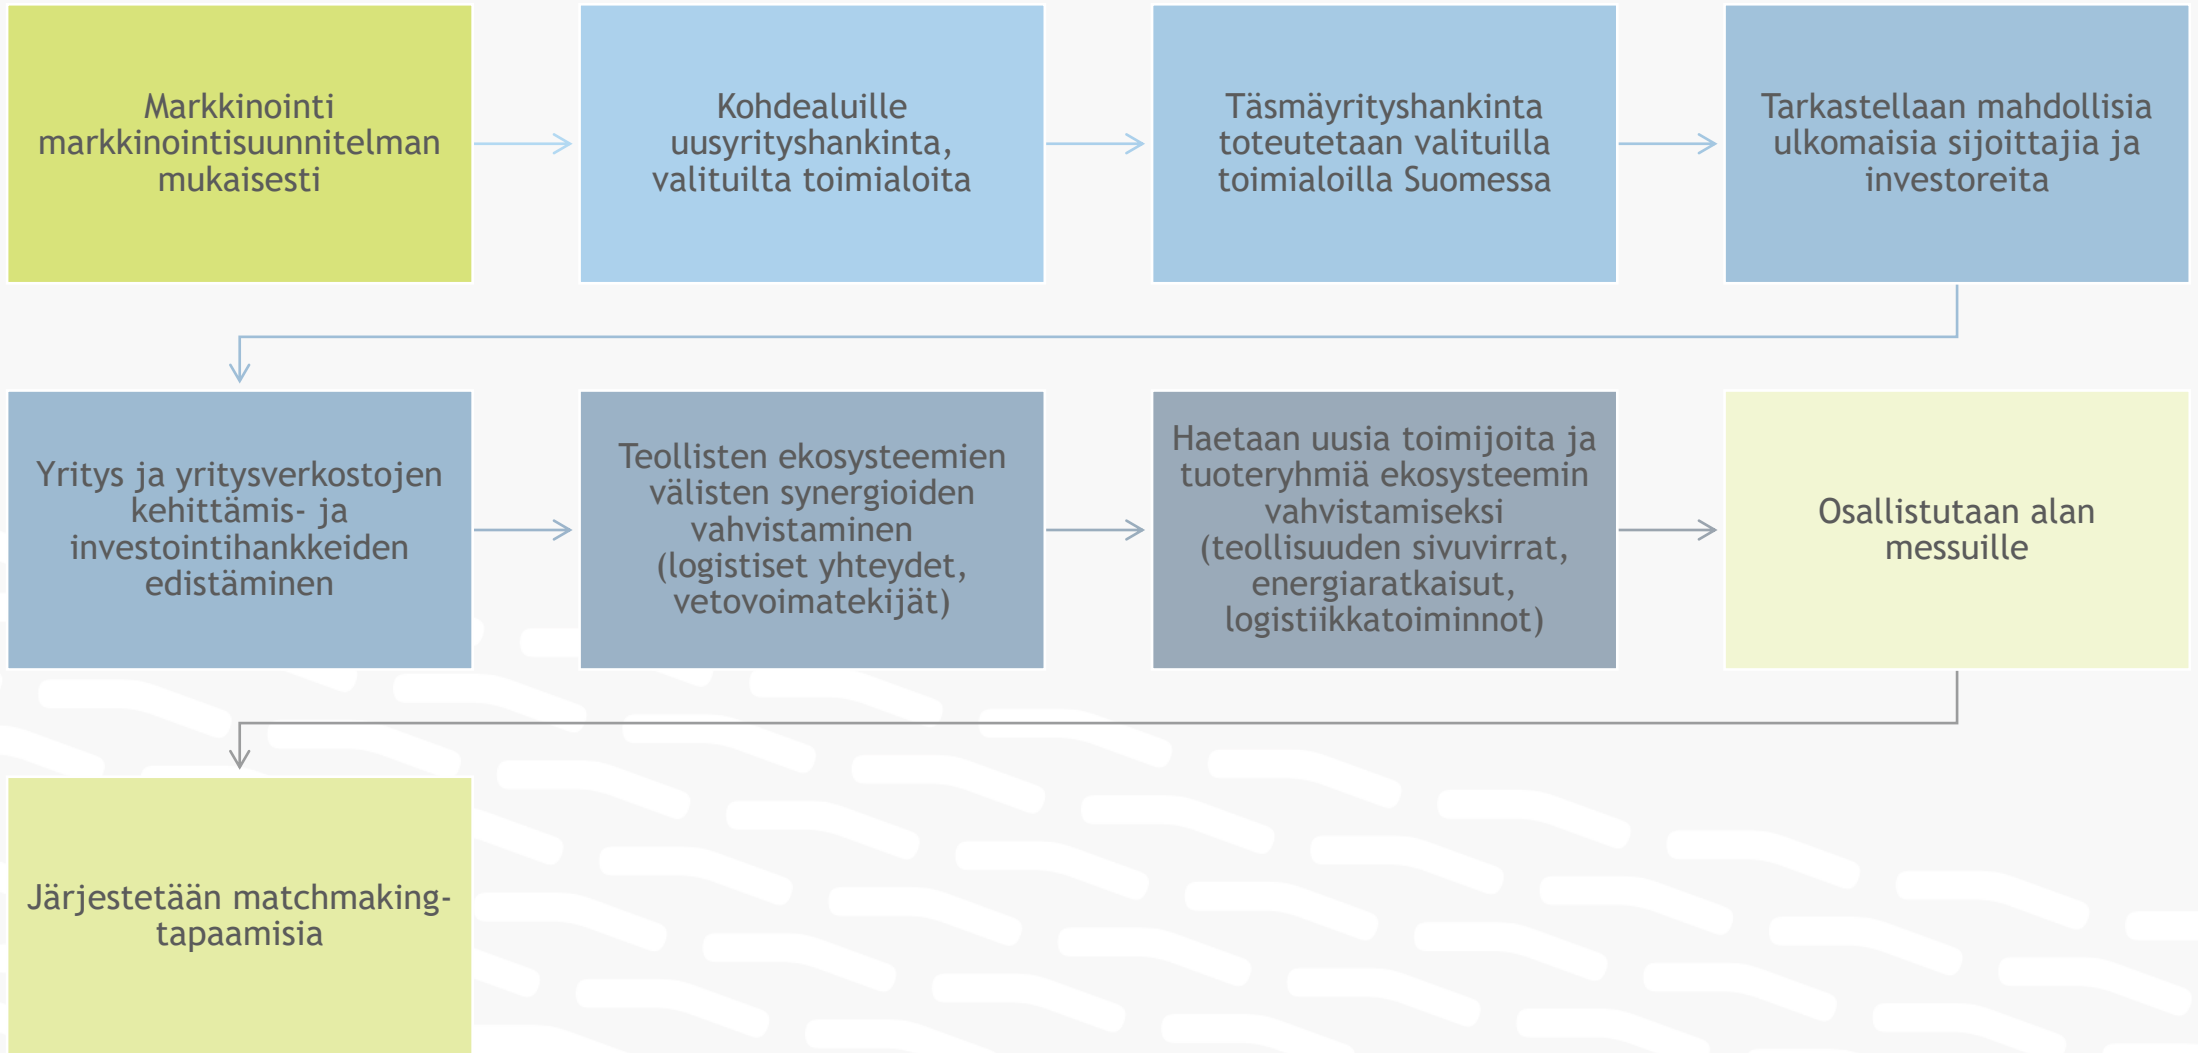 Markkinointi
markkinointisuunnitelman
mukaisesti
Kohdealuille
uusyrityshankinta,
valituilta toimialoita
Täsmäyrityshankinta
toteutetaan valituilla
toimialoilla Suomessa
Tarkastellaan mahdollisia
ulkomaisia sijoittajia ja
investoreita
Yritys ja yritysverkostojen
kehittämis- ja
investointihankkeiden
edistäminen
Teollisten ekosysteemien
välisten synergioiden
vahvistaminen
(logistiset yhteydet,
vetovoimatekijät)
Haetaan uusia toimijoita ja
tuoteryhmiä ekosysteemin
vahvistamiseksi
(teollisuuden sivuvirrat,
energiaratkaisut,
logistiikkatoiminnot)
Osallistutaan alan
messuille
Järjestetään matchmaking-
tapaamisia